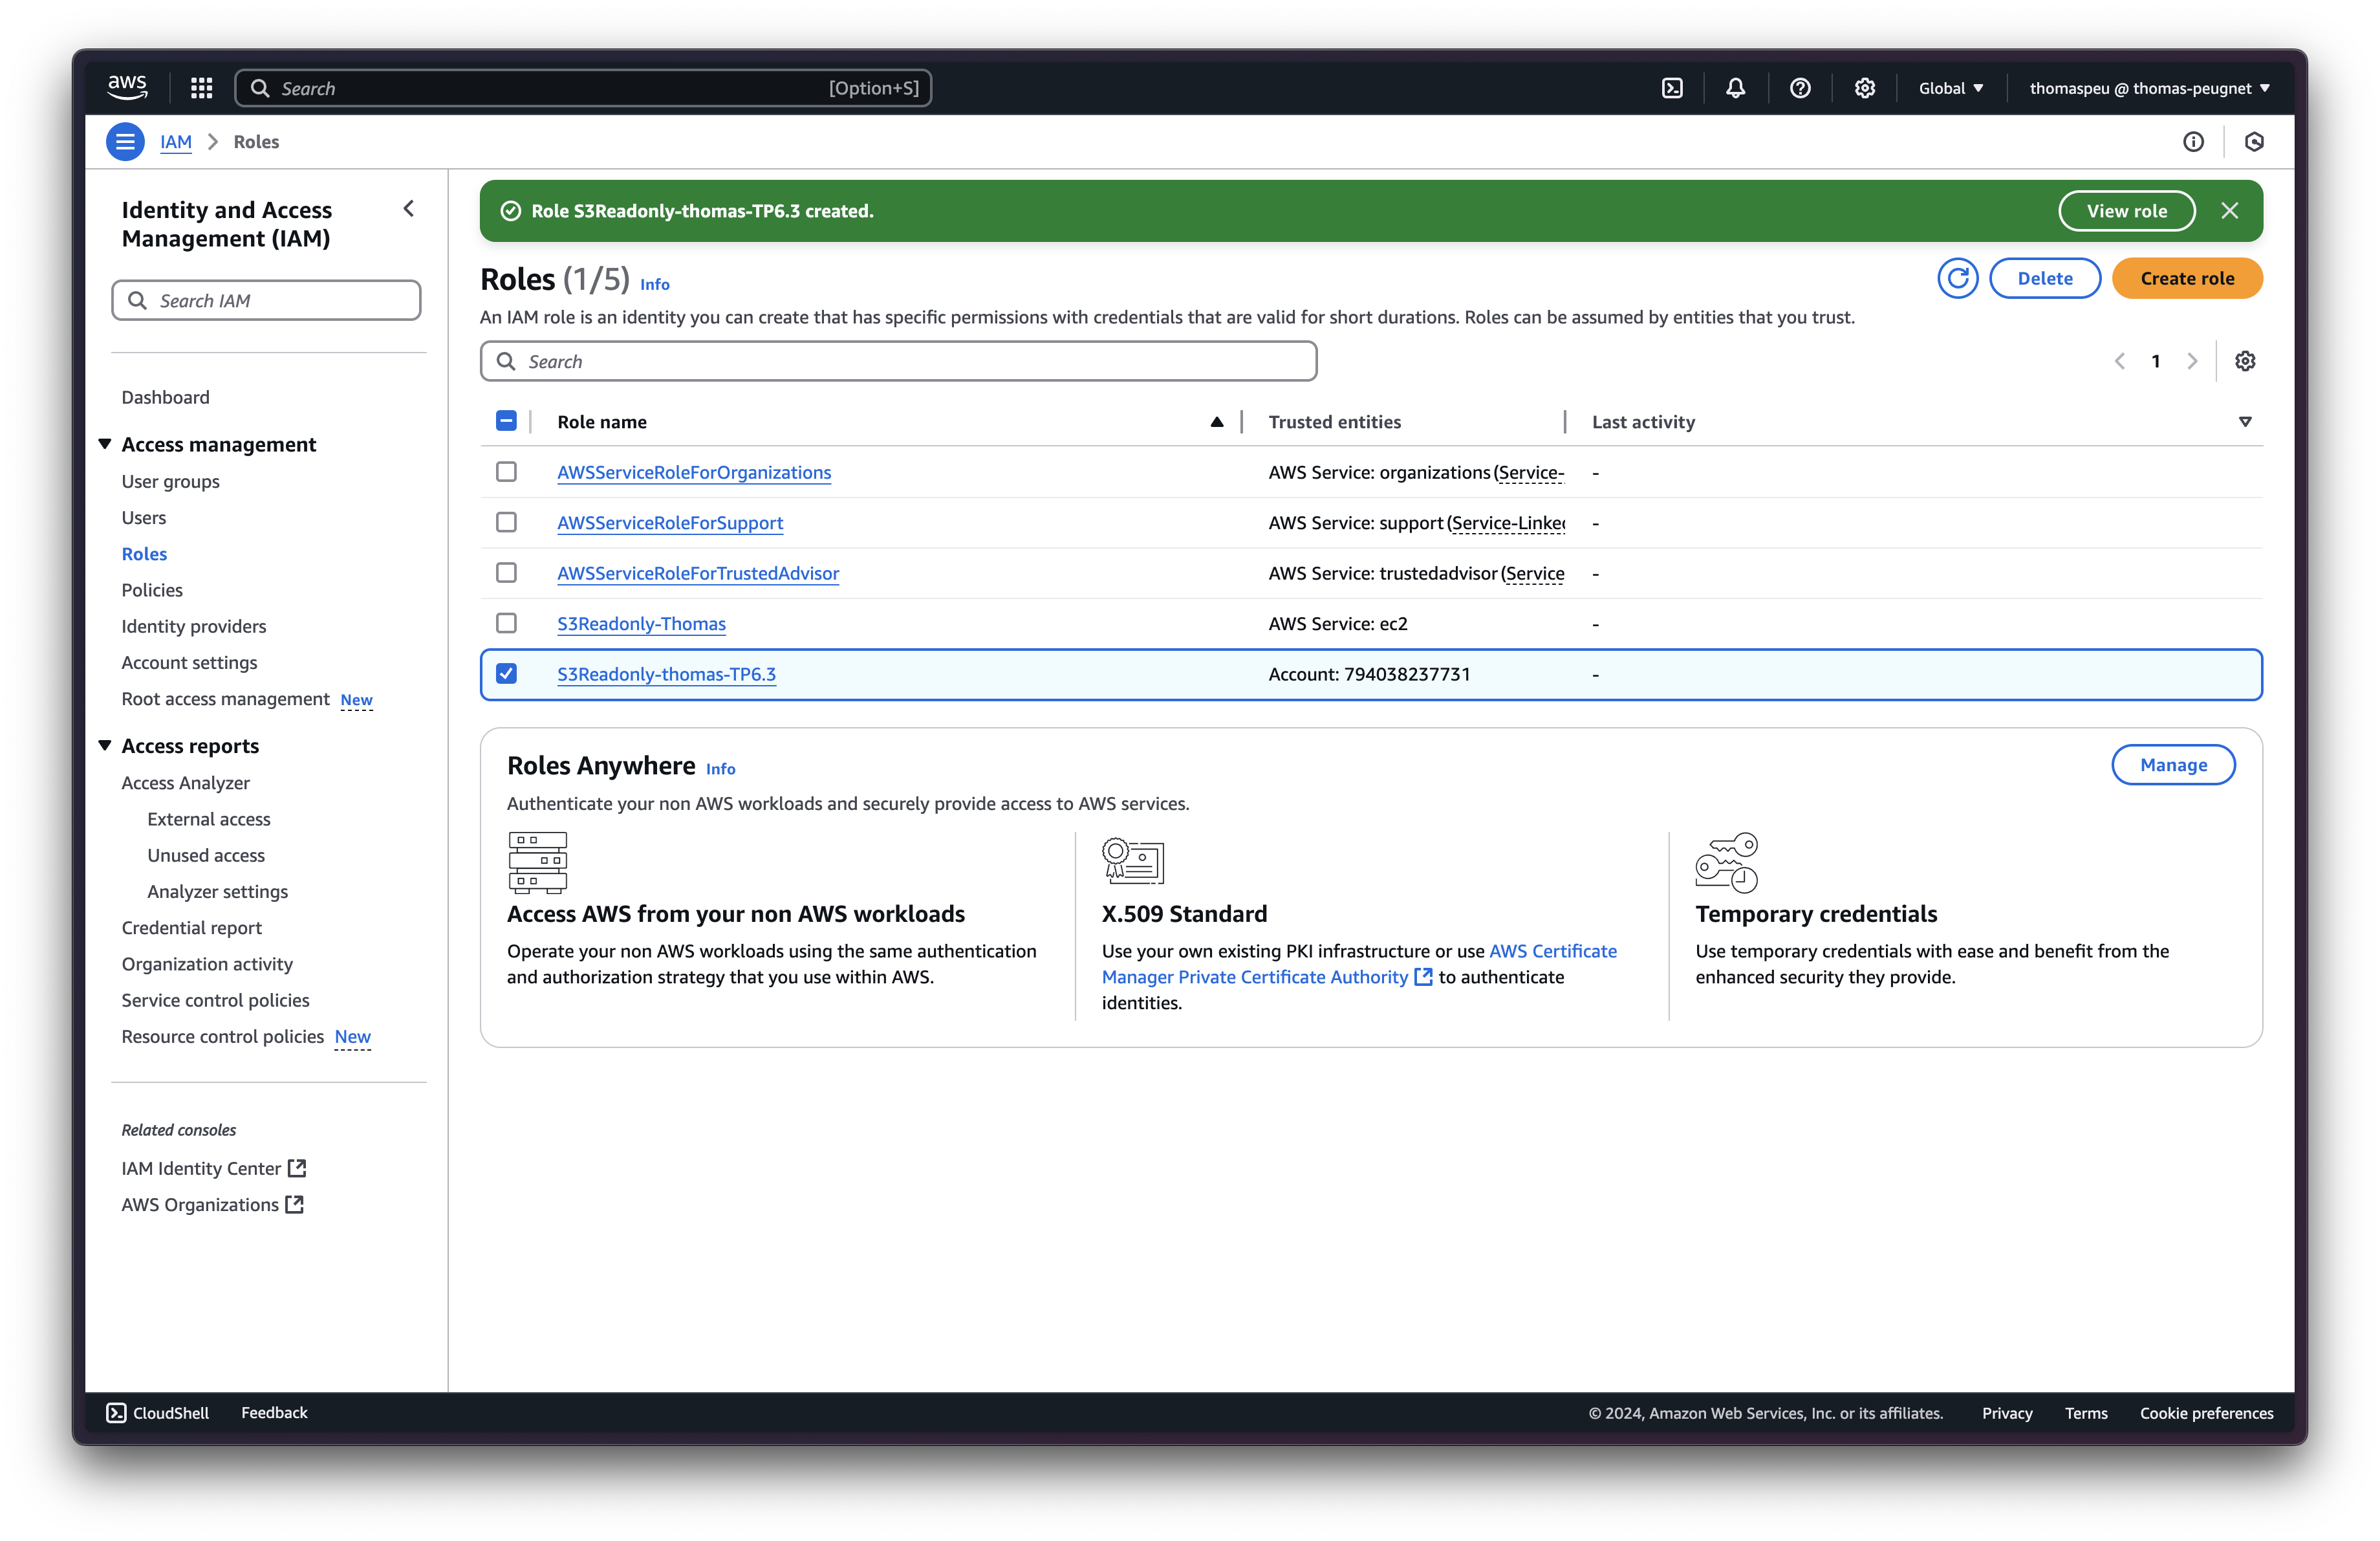 aws
Search [Option+S]
Global
thomaspeu @ thomas-peugnet
IAM
Roles
Identity and Access
Management (IAM)
Search IAM
Dashboard
Access management
User groups
Users
Roles
Policies
Identity providers
Account settings
Root access management New
Access reports
Access Analyzer
External access
Unused access
Analyzer settings
Credential report
Organization activity
Service control policies
Resource control policies New
Related consoles
IAM Identity Center
AWS Organizations
Role S3Readonly-thomas-TP6.3 created.
View role
Roles (1/5) Info
Delete
Create role
An IAM role is an identity you can create that has specific permissions with credentials that are valid for short durations. Roles can be assumed by entities that you trust.
Search
1
Role name Trusted entities Last activity
AWSServiceRoleForOrganizations AWS Service: organizations (Service- -
AWSServiceRoleForSupport AWS Service: support (Service-Linked -
AWSServiceRoleForTrustedAdvisor AWS Service: trustedadvisor (Service -
S3Readonly-Thomas AWS Service: ec2 -
S3Readonly-thomas-TP6.3 Account: 794038237731 -
Roles Anywhere Info
Manage
Authenticate your non AWS workloads and securely provide access to AWS services.
Access AWS from your non AWS workloads
Operate your non AWS workloads using the same authentication
and authorization strategy that you use within AWS.
X.509 Standard
Use your own existing PKI infrastructure or use AWS Certificate
Manager Private Certificate Authority to authenticate
identities.
Temporary credentials
Use temporary credentials with ease and benefit from the
enhanced security they provide.
CloudShell
Feedback
© 2024, Amazon Web Services, Inc. or its affiliates.
Privacy
Terms
Cookie preferences